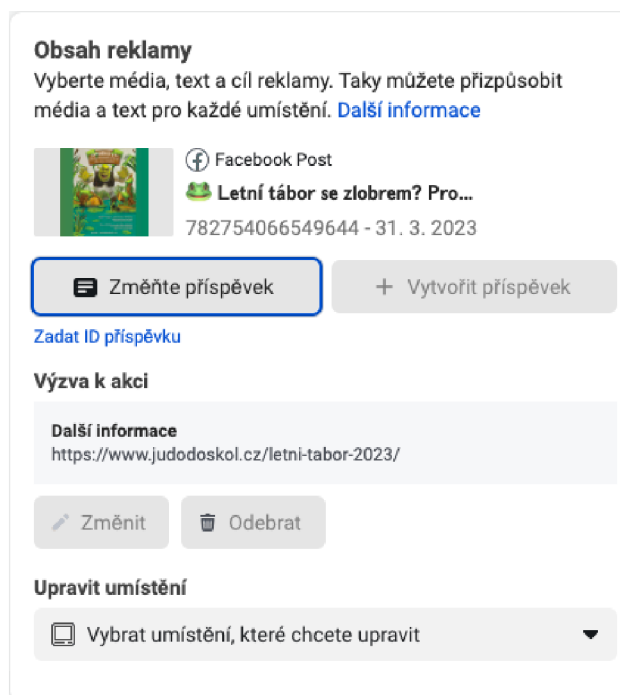 Obsah reklamy
Vyberte média, text a cíl reklamy. Taky můžete přizpůsobit
média a text pro každé umístění. Další informace
Facebook Post
Letní tábor se zlobrem? Pro...
782754066549644 - 31. 3. 2023
Změňte příspěvek
+ Vytvořit příspěvek
Zadat ID příspěvku
Výzva k akci
Další informace
https://www.judodoskol.cz/letni-tabor-2023/
Změnit
Odebrat
Upravit umístění
Vybrat umístění, které chcete upravit